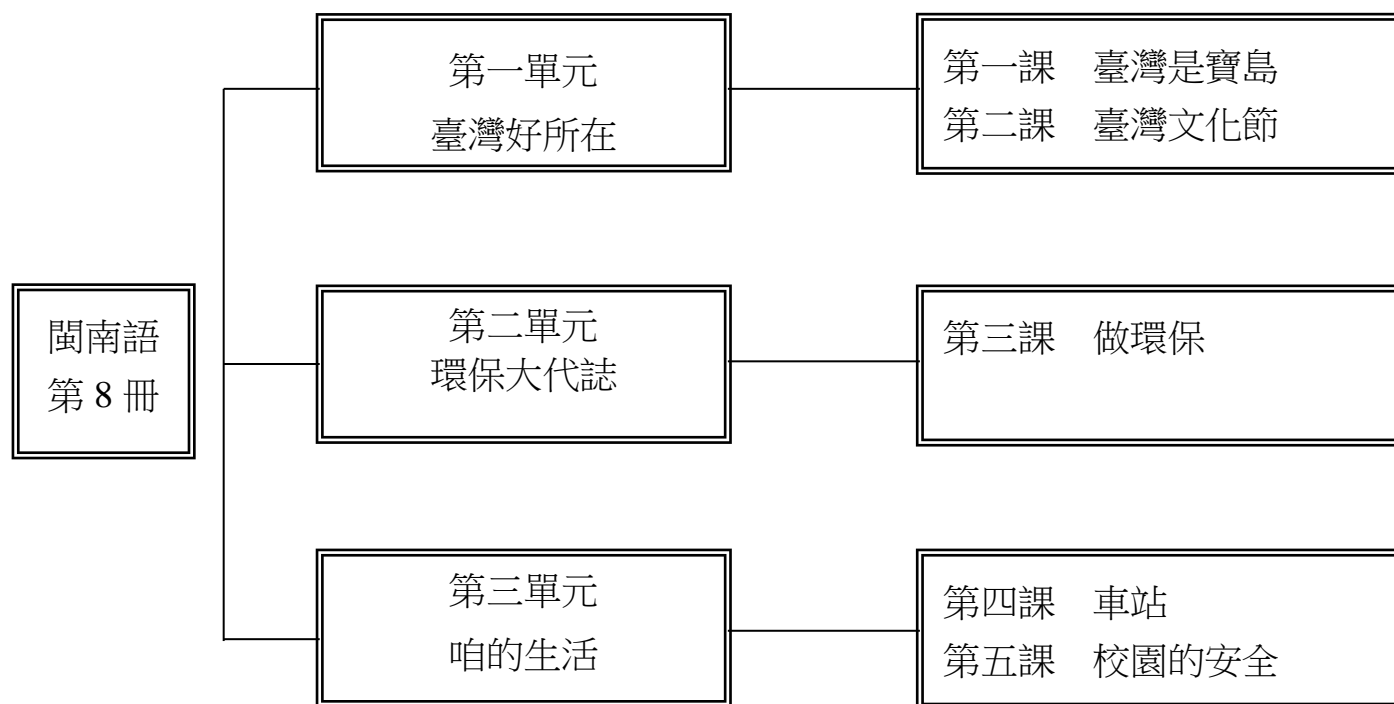 閩南語
第 8 冊
第一單元
臺灣好所在
第一課　臺灣是寶島
第二課　臺灣文化節
第二單元
環保大代誌
第三課　做環保
第三單元
咱的生活
第四課　車站
第五課　校園的安全